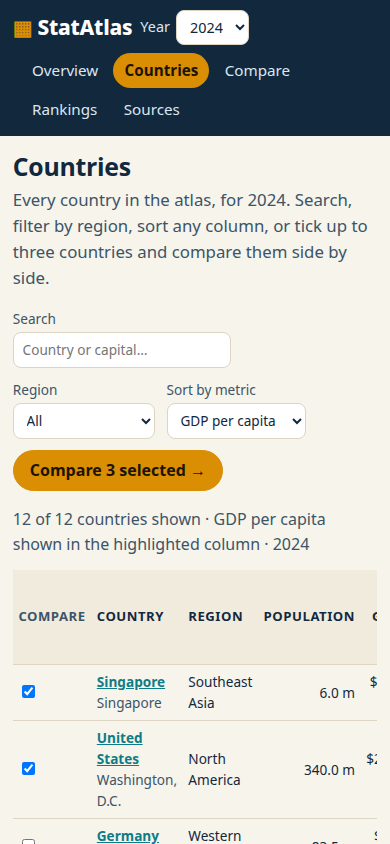 StatAtlas Year 2024
Overview Countries Compare
Rankings Sources
Countries
Every country in the atlas, for 2024. Search,
filter by region, sort any column, or tick up to
three countries and compare them side by
side.
Search
Country or capital...
Region Sort by metric
All GDP per capita
Compare 3 selected →
12 of 12 countries shown · GDP per capita
shown in the highlighted column · 2024
COMPARE COUNTRY REGION POPULATION
Singapore
Singapore
Southeast
Asia
6.0 m
$
United
States
Washington,
D.C.
North
America
340.0 m
Germany
Western